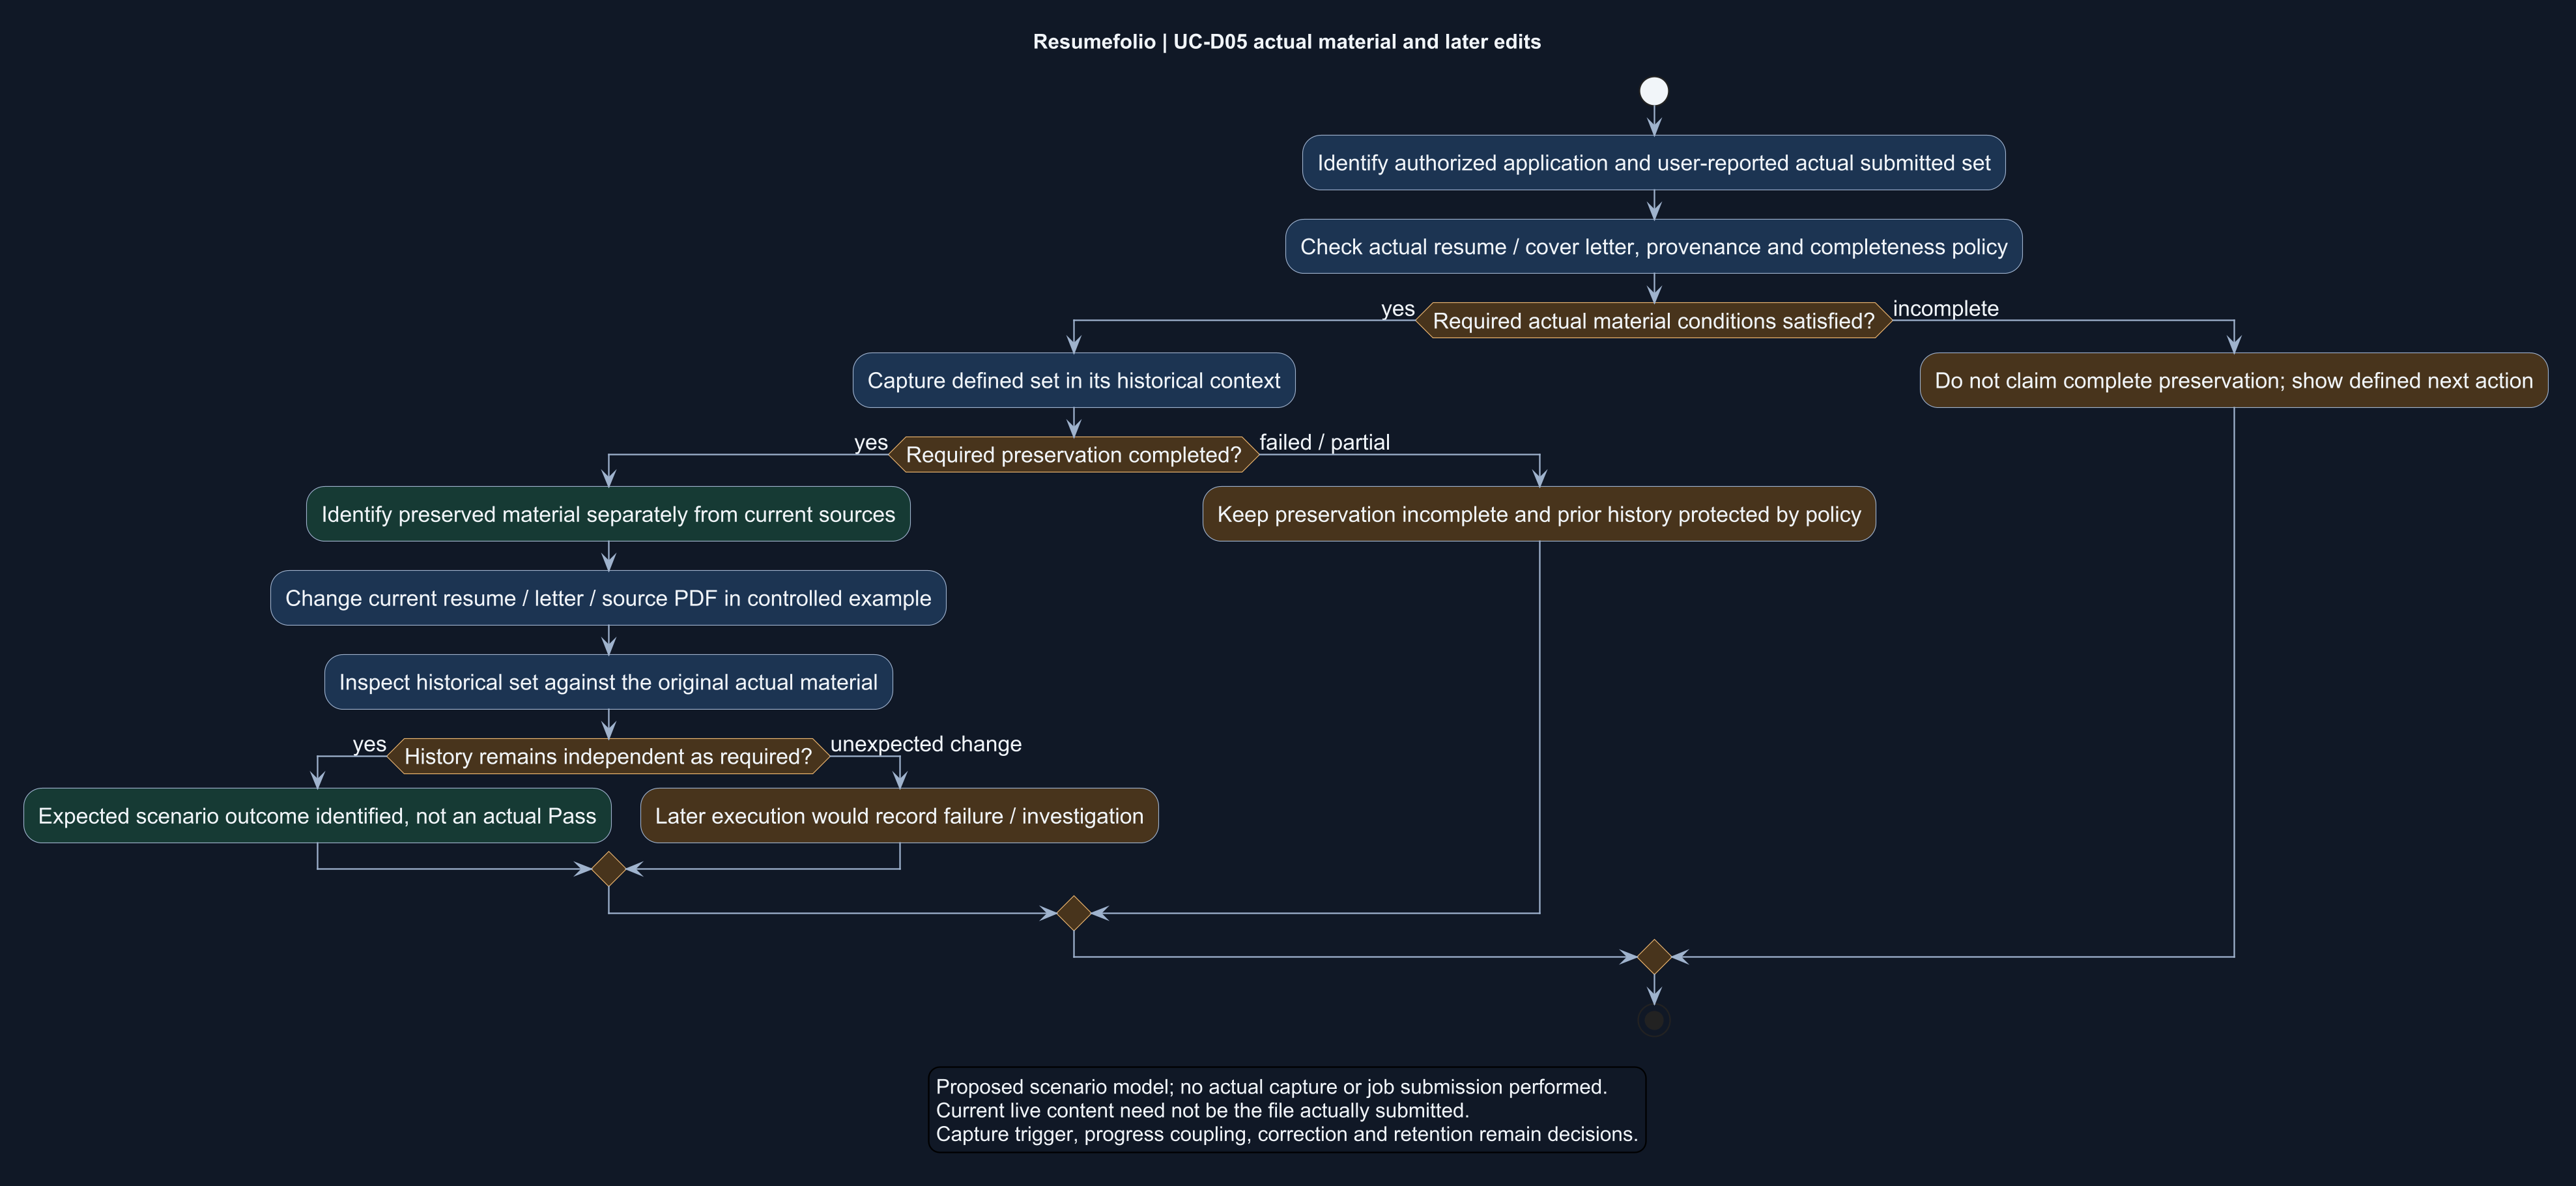 Resumefolio | UC-D05 actual material and later edits
Identify authorized application and user-reported actual submitted set
Check actual resume / cover letter, provenance and completeness policy
yes
Required actual material conditions satisfied?
incomplete
Capture defined set in its historical context
Do not claim complete preservation; show defined next action
yes
Required preservation completed?
failed / partial
Identify preserved material separately from current sources
Keep preservation incomplete and prior history protected by policy
Change current resume / letter / source PDF in controlled example
Inspect historical set against the original actual material
yes
History remains independent as required?
unexpected change
Expected scenario outcome identified, not an actual Pass
Later execution would record failure / investigation
Proposed scenario model; no actual capture or job submission performed.
Current live content need not be the file actually submitted.
Capture trigger, progress coupling, correction and retention remain decisions.